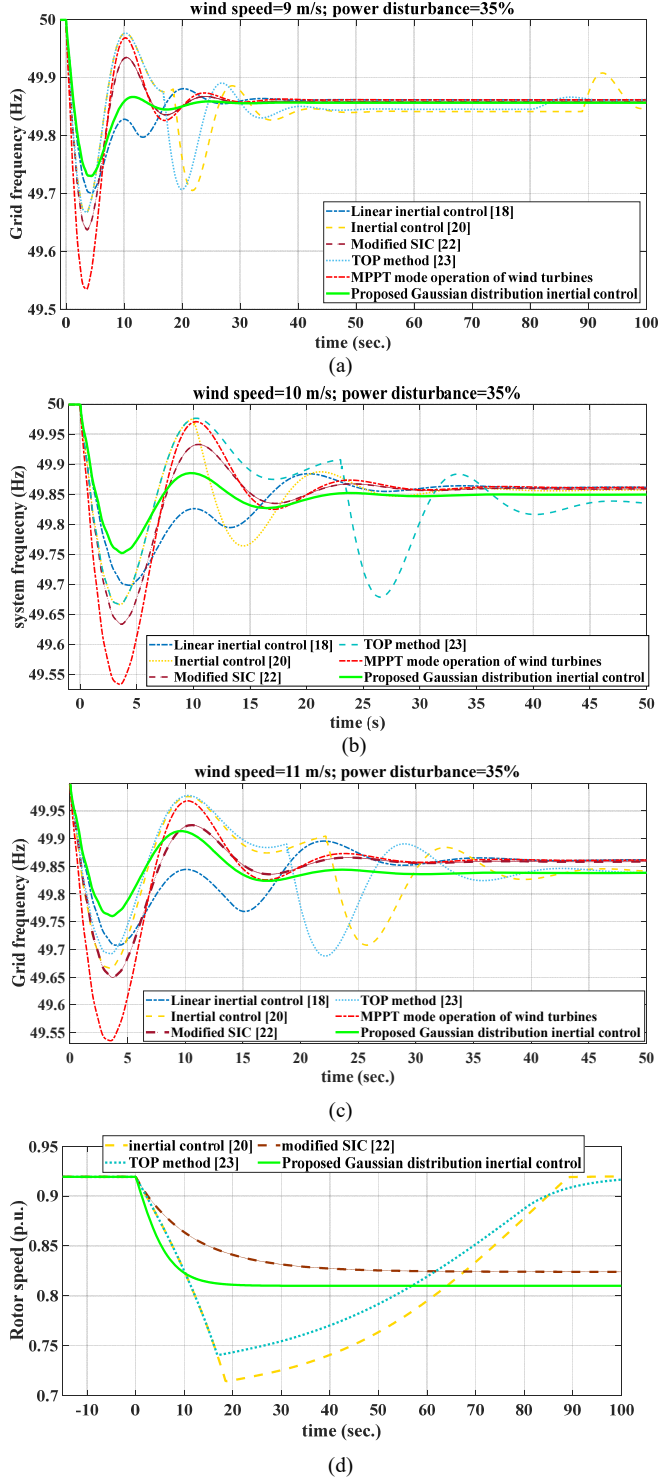 wind speed=9 m/s; power disturbance=35%
50
49.9
49.8
49.7
49.6
49.5
Grid frequency (Hz)
Linear inertial control [18]
Inertial control [20]
Modified SIC [22]
TOP method [23]
MPPT mode operation of wind turbines
Proposed Gaussian distribution inertial control
0 10 20 30 40 50 60 70 80 90 100
time (sec.)
(a)
wind speed=10 m/s; power disturbance=35%
50
49.95
49.9
49.85
49.8
49.75
49.7
49.65
49.6
49.55
system frequecny (Hz)
Linear inertial control [18] TOP method [23]
Inertial control [20] MPPT mode operation of wind turbines
Modified SIC [22] Proposed Gaussian distribution inertial control
0 5 10 15 20 25 30 35 40 45 50
time (s)
(b)
wind speed=11 m/s; power disturbance=35%
49.95
49.9
49.85
49.8
49.75
49.7
49.65
49.6
49.55
Grid frequency (Hz)
Linear inertial control [18] TOP method [23]
Inertial control [20] MPPT mode operation of wind turbines
Modified SIC [22] Proposed Gaussian distribution inertial control
0 5 10 15 20 25 30 35 40 45 50
time (sec.)
(c)
0.95
0.9
0.85
0.8
0.75
0.7
Rotor speed (p.u.)
inertial control [20] modified SIC [22]
TOP method [23] Proposed Gaussian distribution inertial control
-10 0 10 20 30 40 50 60 70 80 90 100
time (sec.)
(d)